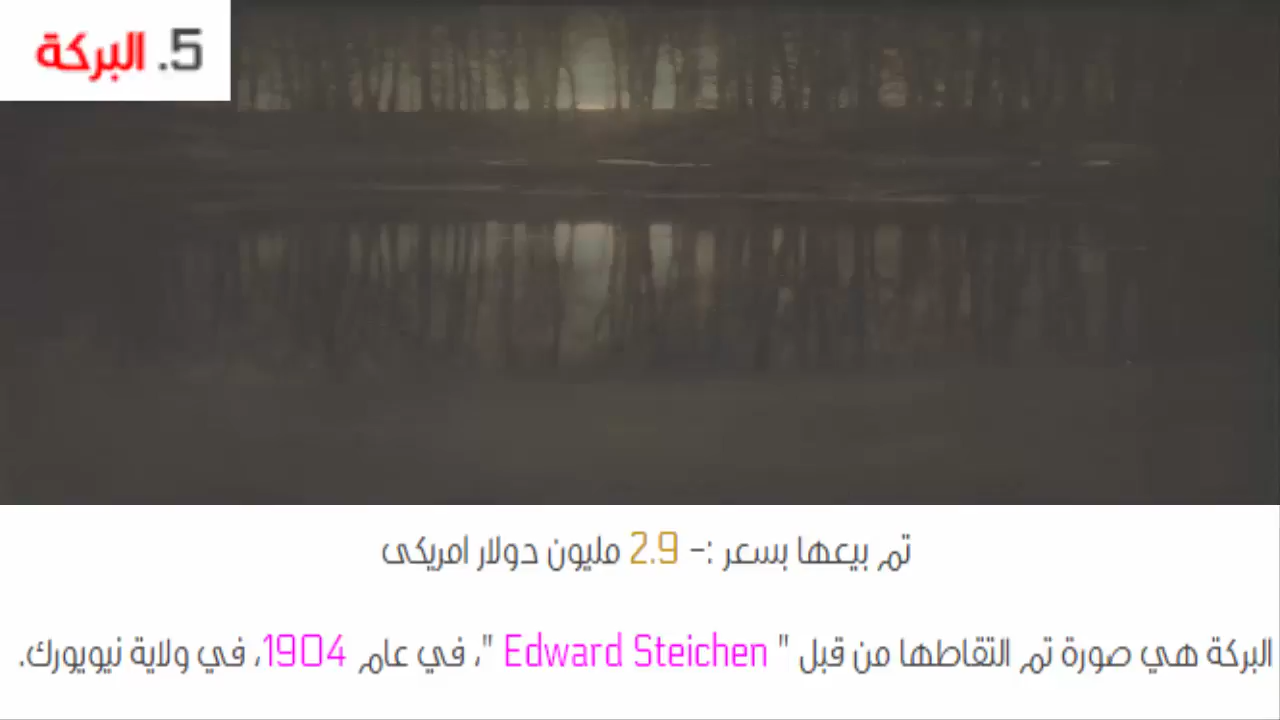 5. البركة
تم بيعها بسعر :- 2.9 مليون دولار امريكى
البركة هي صورة تم التقاطها من قبل " Edward Steichen "، في عام 1904، في ولاية نيويورك.